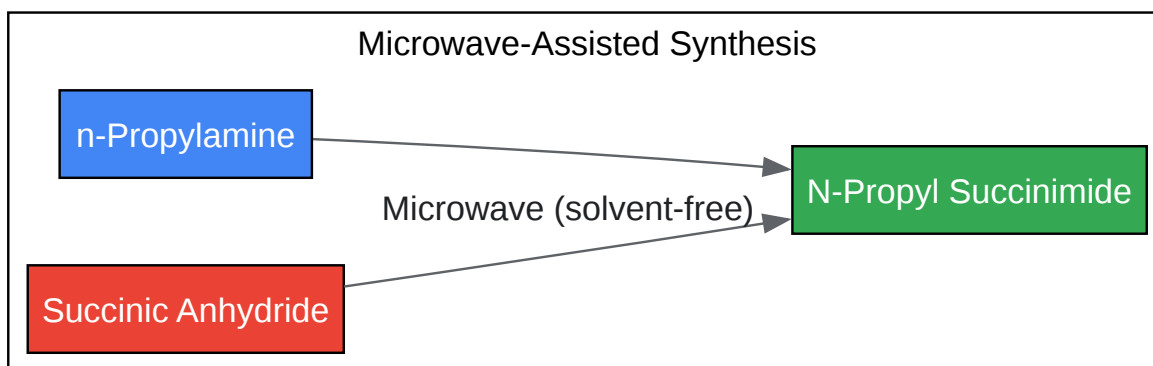 Microwave-Assisted Synthesis
n-Propylamine
N-Propyl Succinimide
Microwave (solvent-free)
Succinic Anhydride